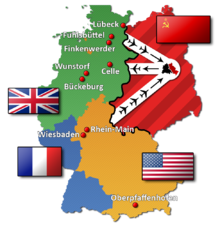 Lübeck
Fuhlsbüttel
Finkenwerder
Wunstorf
Celle
Bückeburg
Wiesbaden
Rhein-Main
Oberpfaffenhofen